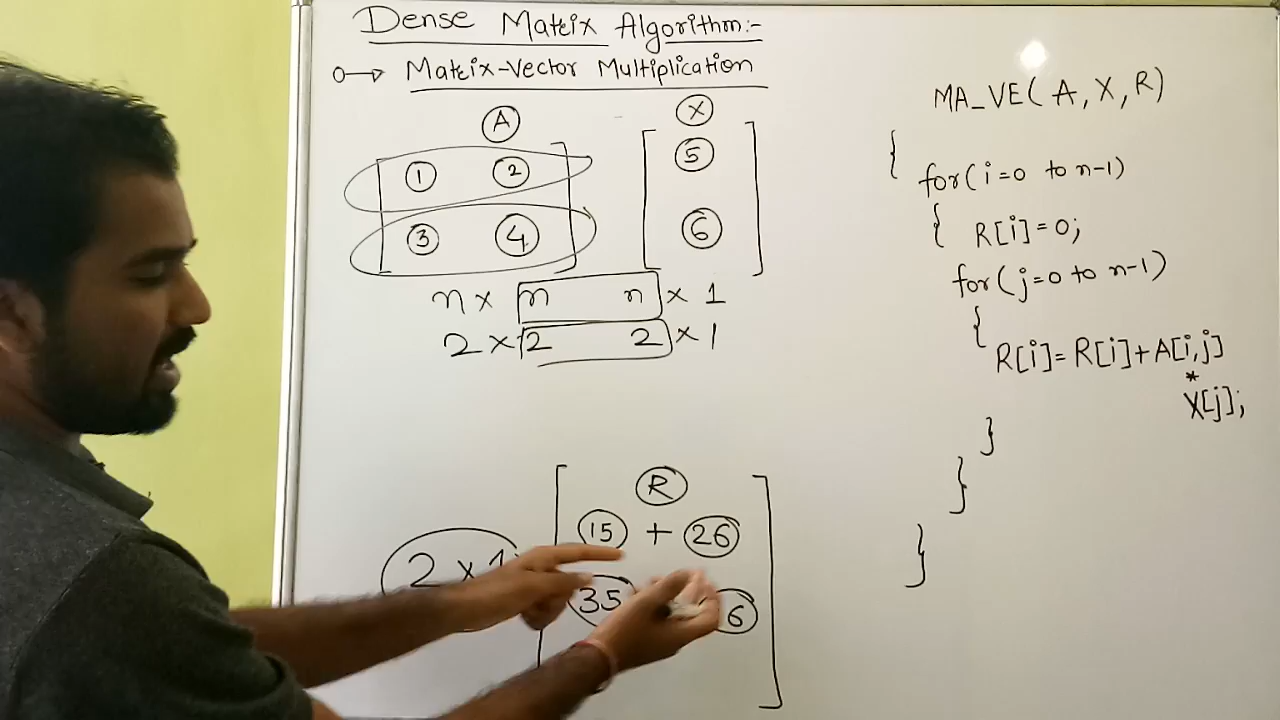 Dense Matrix Algorithm:-
Matrix-Vector Multiplication
A
X
1 2
5
3 4
6
n x n n x 1
2 x 2 2 x 1
R
15 + 26
2 x 1
35 6
MA_VE( A, X, R)
{
for( i=0 to n-1)
{ R[i]=0;
for( j=0 to n-1)
{
R[i]= R[i]+A[i,j]
*
X[j];
}
}
}